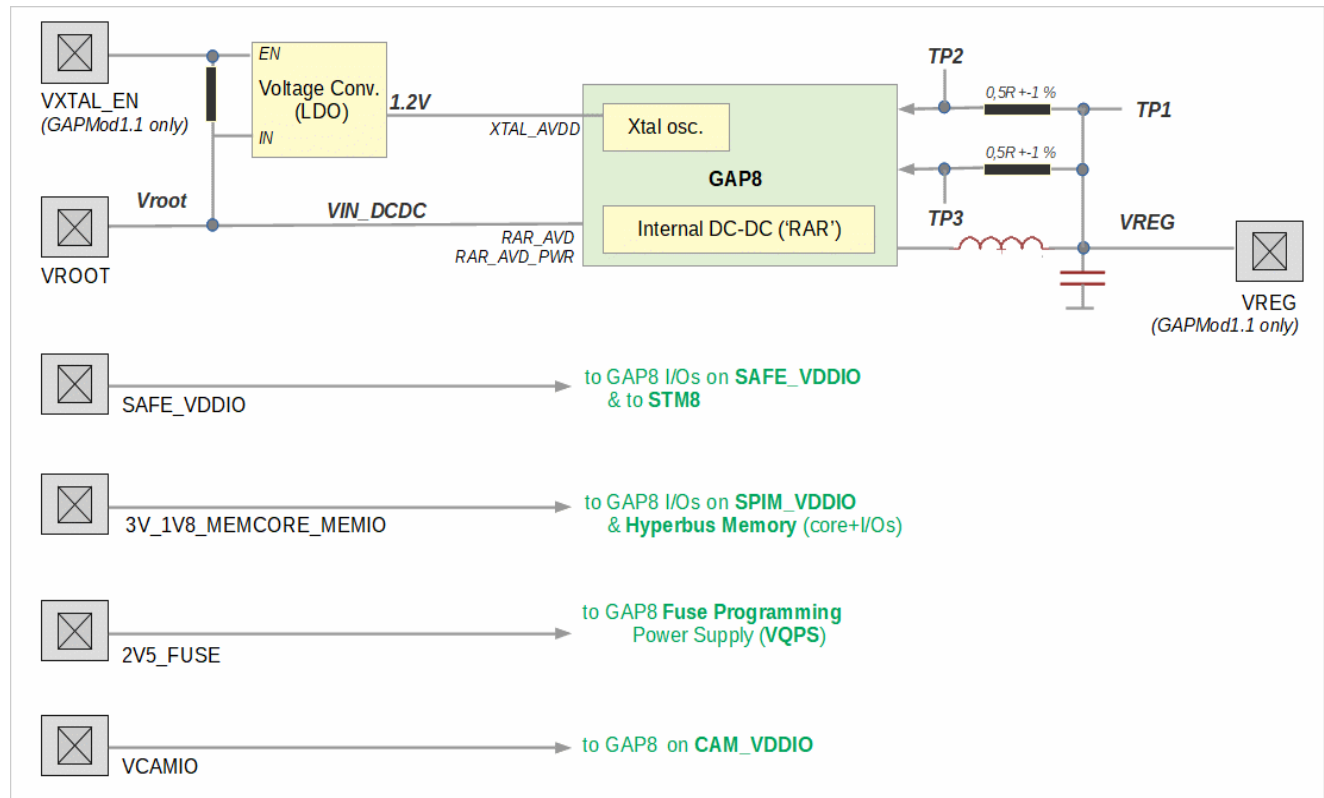 VXTAL_EN
(GAPMod1.1 only)
EN
Voltage Conv.
(LDO)
IN
1.2V
XTAL_AVDD
Xtal osc.
GAP8
Internal DC-DC (‘RAR’)
TP2
0,5R +-1 %
TP1
0,5R +-1 %
TP3
VREG
VREG
(GAPMod1.1 only)
Vroot
VIN_DCDC
RAR_AVD
RAR_AVD_PWR
VROOT
SAFE_VDDIO
to GAP8 I/Os on SAFE_VDDIO
& to STM8
3V_1V8_MEMCORE_MEMIO
to GAP8 I/Os on SPIM_VDDIO
& Hyperbus Memory (core+I/Os)
2V5_FUSE
to GAP8 Fuse Programming
Power Supply (VQPS)
VCAMIO
to GAP8 on CAM_VDDIO